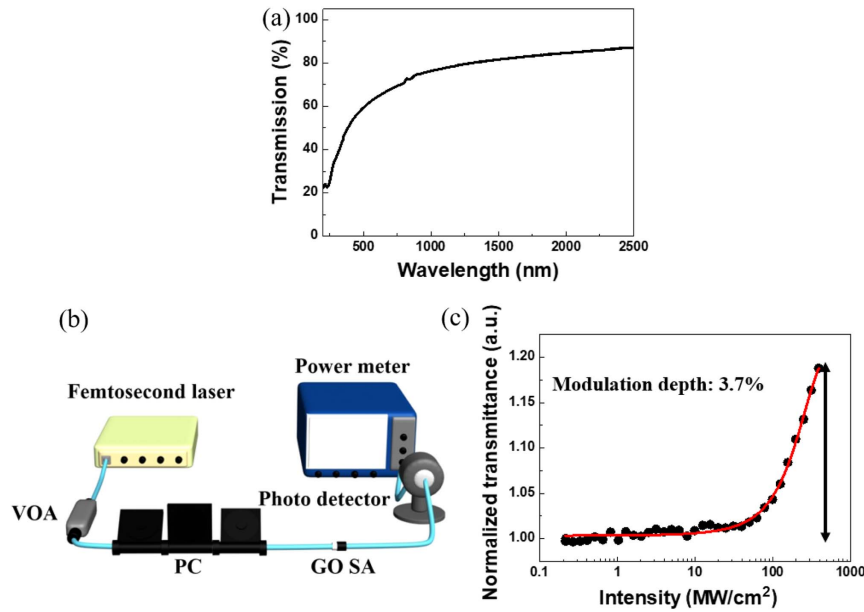 (a)
100
80
60
40
20
0
Transmission (%)
500 1000 1500 2000 2500
Wavelength (nm)
(b)
Femtosecond laser
Power meter
Photo detector
VOA
PC
GO SA
(c)
Normalized transmittance (a.u.)
1.20
1.15
1.10
1.05
1.00
Modulation depth: 3.7%
0.1 1 10 100 1000
Intensity (MW/cm²)